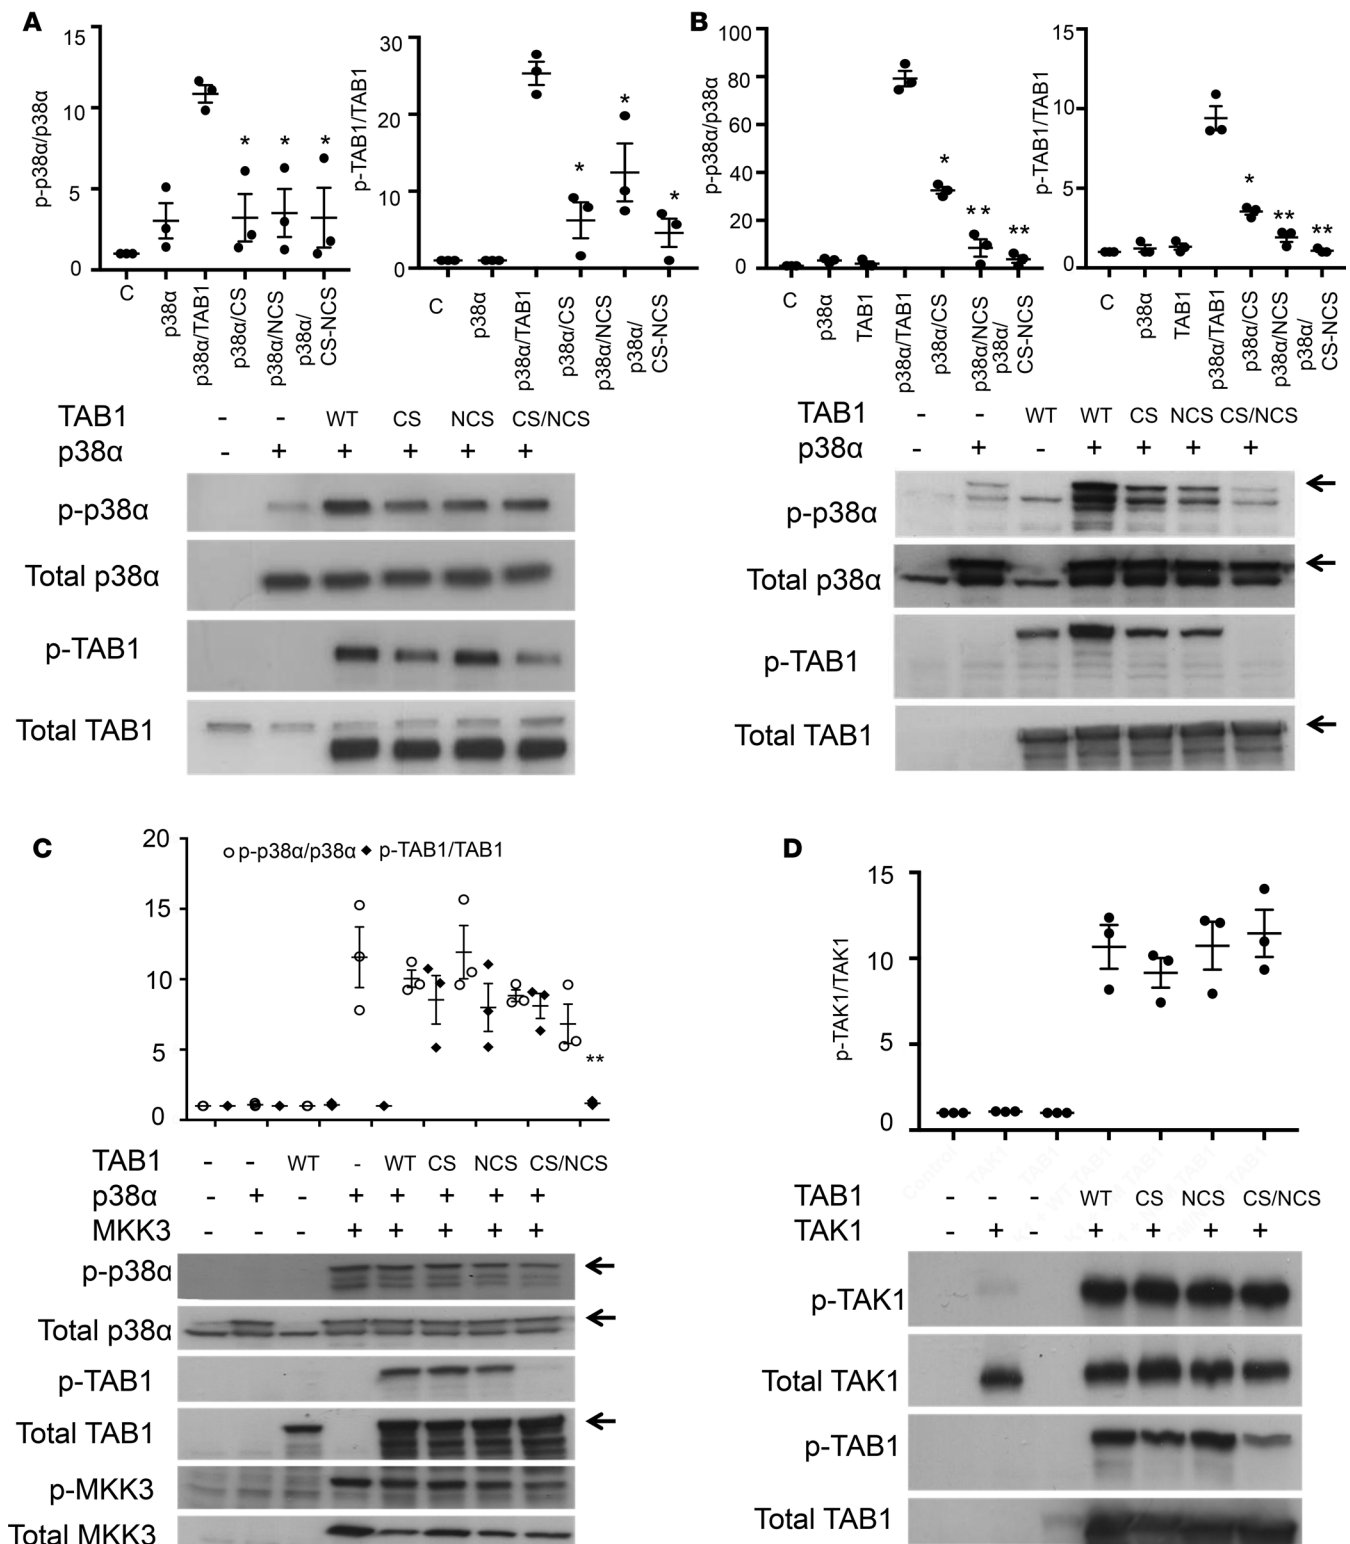 A
p-p38α/p38α
15
10
5
0
*
*
*
C
p38α
p38α/TAB1
p38α/CS
p38α/NCS
p38α/
CS-NCS
p-TAB1/TAB1
30
20
10
0
*
*
*
C
p38α
p38α/TAB1
p38α/CS
p38α/NCS
p38α/
CS-NCS
TAB1 - - WT CS NCS CS/NCS
p38α - + + + + +
p-p38α
Total p38α
p-TAB1
Total TAB1
B
p-p38α/p38α
100
80
60
40
20
0
*
**
**
C
p38α
TAB1
p38α/TAB1
p38α/CS
p38α/NCS
p38α/
CS-NCS
p-TAB1/TAB1
15
10
5
0
*
**
**
C
p38α
TAB1
p38α/TAB1
p38α/CS
p38α/NCS
p38α/
CS-NCS
TAB1 - - WT WT CS NCS CS/NCS
p38α - + - + + + +
p-p38α
Total p38α
p-TAB1
Total TAB1
C
p-p38α/p38α p-TAB1/TAB1
20
15
10
5
0
**
TAB1 - - WT - WT CS NCS CS/NCS
p38α - + - + + + + +
MKK3 - - - + + + + +
p-p38α
Total p38α
p-TAB1
Total TAB1
p-MKK3
Total MKK3
D
p-TAK1/TAK1
15
10
5
0
Control
TAK1
TAB1
TAB1 - - - WT CS NCS CS/NCS
TAK1 - + - + + + +
p-TAK1
Total TAK1
p-TAB1
Total TAB1